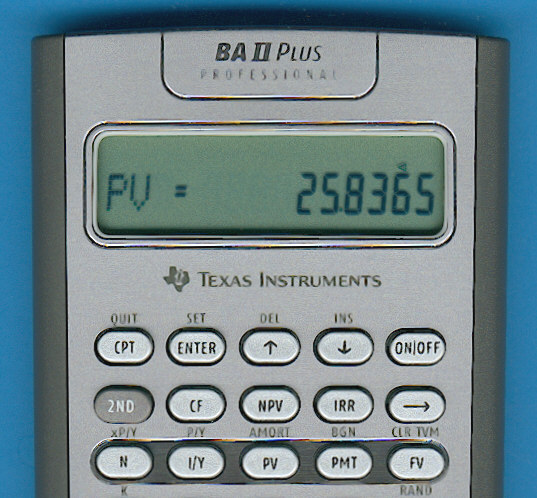 BA II PLUS
PROFESSIONAL
PV = 25.8365
TEXAS INSTRUMENTS
QUIT SET DEL INS
CPT ENTER ↑ ↓ ON|OFF
2ND CF NPV IRR →
xP/Y P/Y AMORT BGN CLR TVM
N I/Y PV PMT FV
K RAND